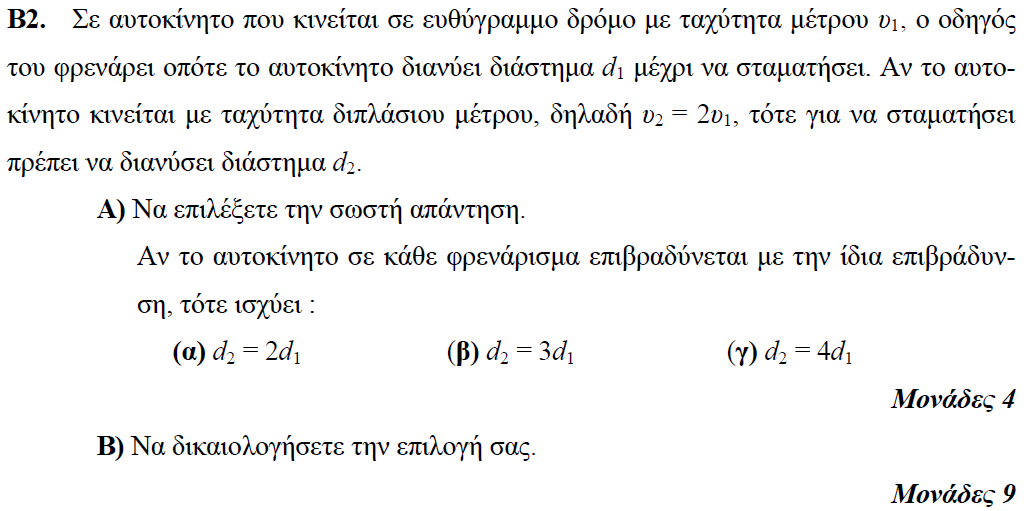 B2. Σε αυτοκίνητο που κινείται σε ευθύγραμμο δρόμο με ταχύτητα μέτρου υ₁, ο οδηγός
του φρενάρει οπότε το αυτοκίνητο διανύει διάστημα d₁ μέχρι να σταματήσει. Αν το αυτο-
κίνητο κινείται με ταχύτητα διπλάσιου μέτρου, δηλαδή υ₂ = 2υ₁, τότε για να σταματήσει
πρέπει να διανύσει διάστημα d₂.
Α) Να επιλέξετε την σωστή απάντηση.
Αν το αυτοκίνητο σε κάθε φρενάρισμα επιβραδύνεται με την ίδια επιβράδυν-
ση, τότε ισχύει :
(α) d₂ = 2d₁ (β) d₂ = 3d₁ (γ) d₂ = 4d₁
Μονάδες 4
Β) Να δικαιολογήσετε την επιλογή σας.
Μονάδες 9